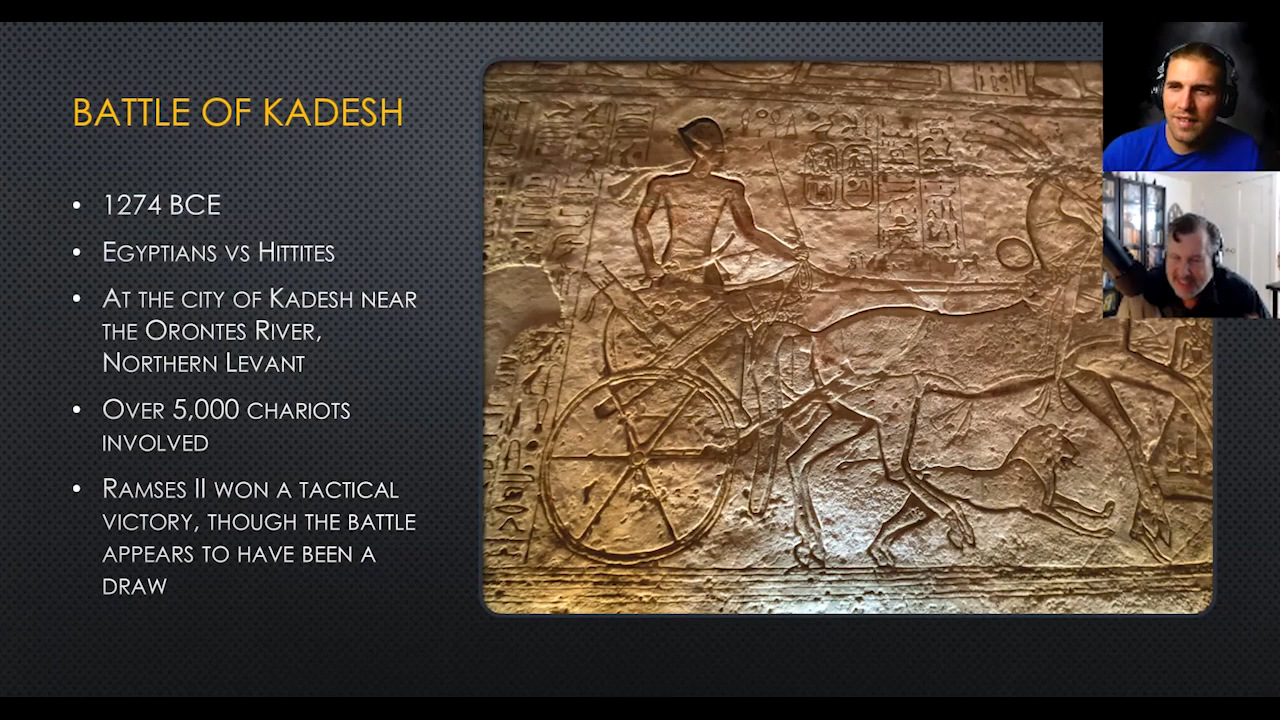 BATTLE OF KADESH
• 1274 BCE
• EGYPTIANS VS HITTITES
• AT THE CITY OF KADESH NEAR
THE ORONTES RIVER,
NORTHERN LEVANT
• OVER 5,000 CHARIOTS
INVOLVED
• RAMSES II WON A TACTICAL
VICTORY, THOUGH THE BATTLE
APPEARS TO HAVE BEEN A
DRAW